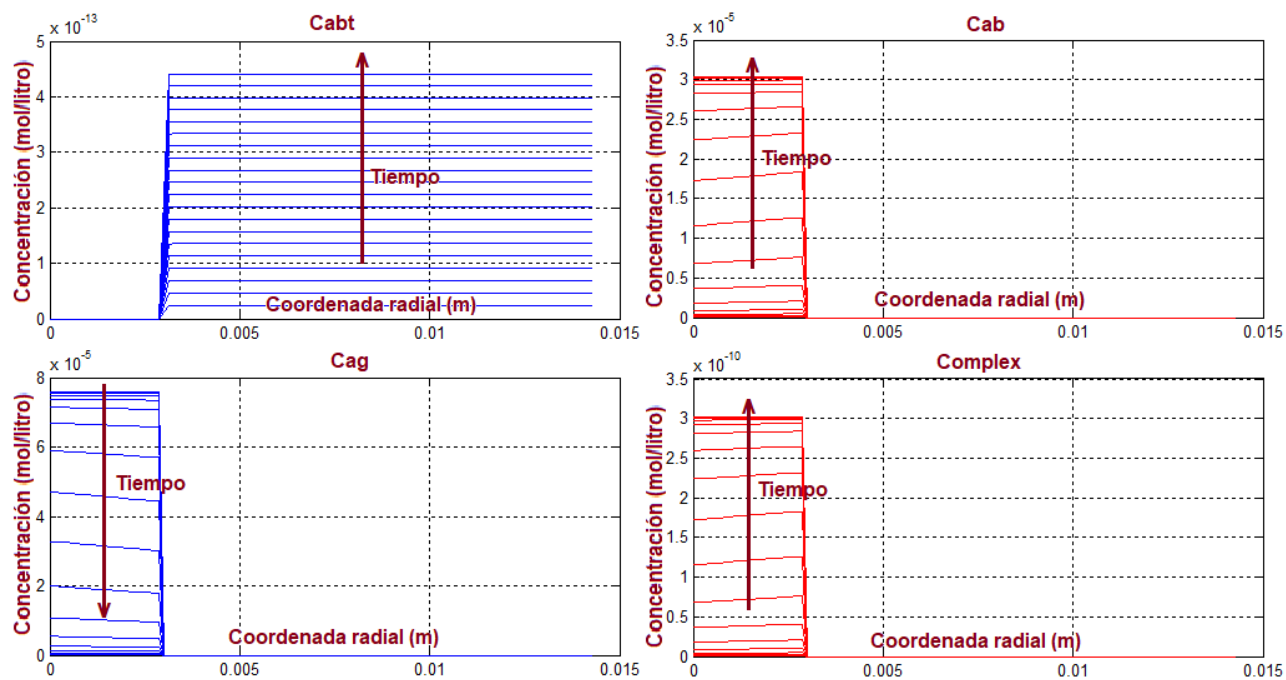 Cabt
x 10^-13
Concentración (mol/litro)
5
4
3
2
1
0
Tiempo
Coordenada radial (m)
0 0.005 0.01 0.015
Cab
x 10^-5
Concentración (mol/litro)
3.5
3
2.5
2
1.5
1
0.5
0
Tiempo
Coordenada radial (m)
0 0.005 0.01 0.015
Cag
x 10^-5
Concentración (mol/litro)
8
6
4
2
0
Tiempo
Coordenada radial (m)
0 0.005 0.01 0.015
Complex
x 10^-10
Concentración (mol/litro)
3.5
3
2.5
2
1.5
1
0.5
0
Tiempo
Coordenada radial (m)
0 0.005 0.01 0.015